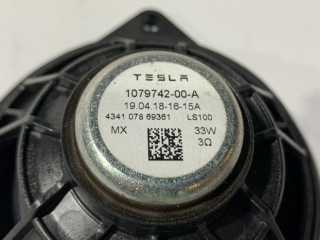 TESLA
1079742-00-A
19.04.18-16-15A
4341 078 69361 LS100
MX 33W
3Ω